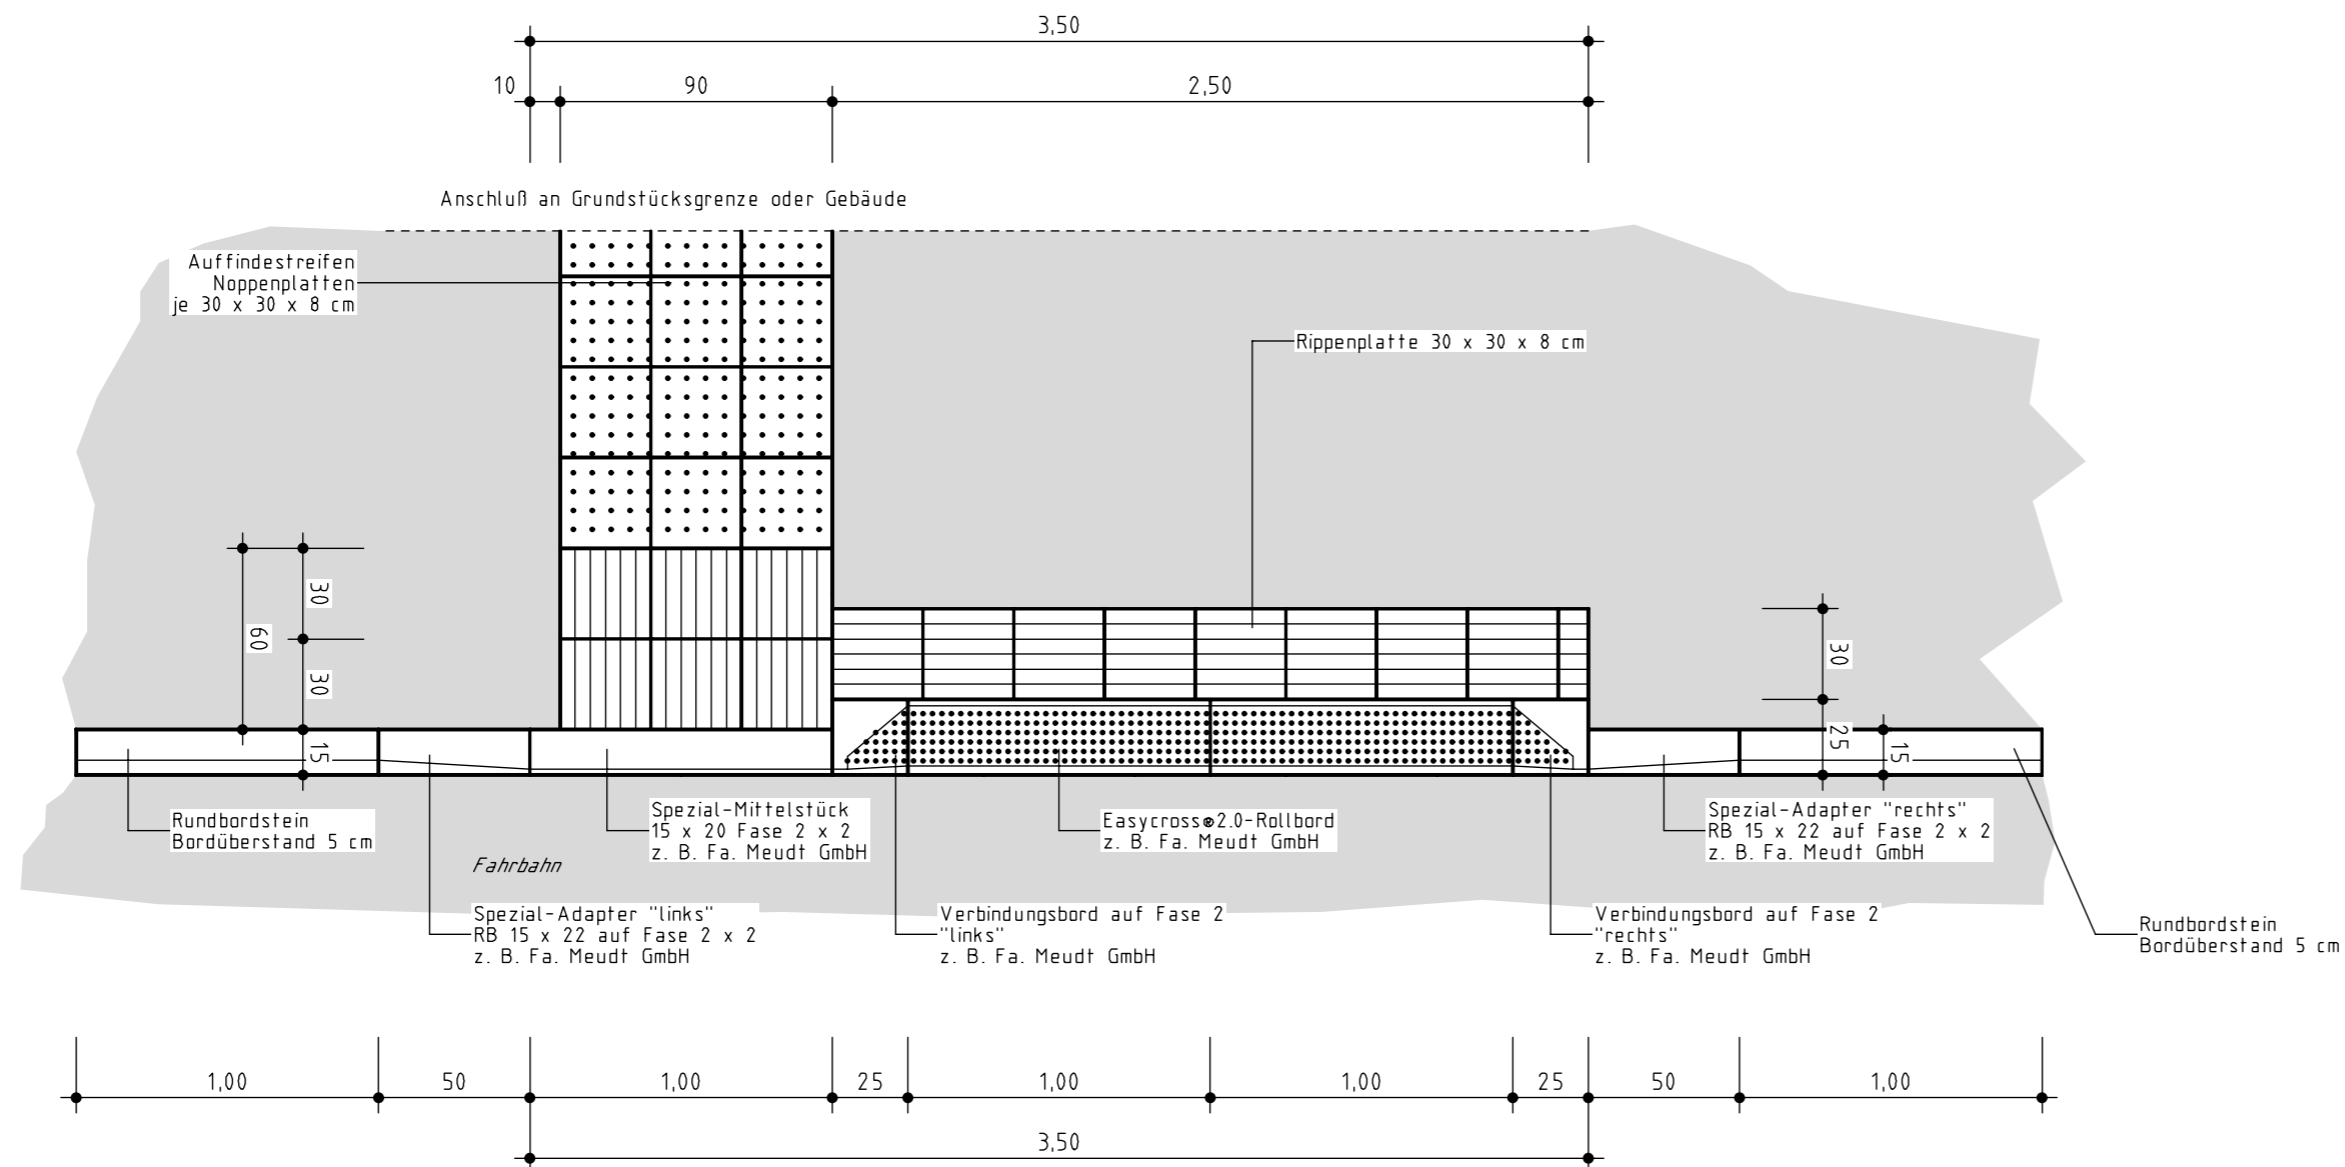 3,50
10
90
2,50
Anschluß an Grundstücksgrenze oder Gebäude
Auffindestreifen
Noppenplatten
je 30 x 30 x 8 cm
Rippenplatte 30 x 30 x 8 cm
30
60
30
15
30
25
15
Rundbordstein
Bordüberstand 5 cm
Spezial-Mittelstück
15 x 20 Fase 2 x 2
z. B. Fa. Meudt GmbH
Easycross®2.0-Rollbord
z. B. Fa. Meudt GmbH
Spezial-Adapter "rechts"
RB 15 x 22 auf Fase 2 x 2
z. B. Fa. Meudt GmbH
Fahrbahn
Spezial-Adapter "links"
RB 15 x 22 auf Fase 2 x 2
z. B. Fa. Meudt GmbH
Verbindungsbord auf Fase 2
"links"
z. B. Fa. Meudt GmbH
Verbindungsbord auf Fase 2
"rechts"
z. B. Fa. Meudt GmbH
Rundbordstein
Bordüberstand 5 cm
1,00
50
1,00
25
1,00
1,00
25
50
1,00
3,50